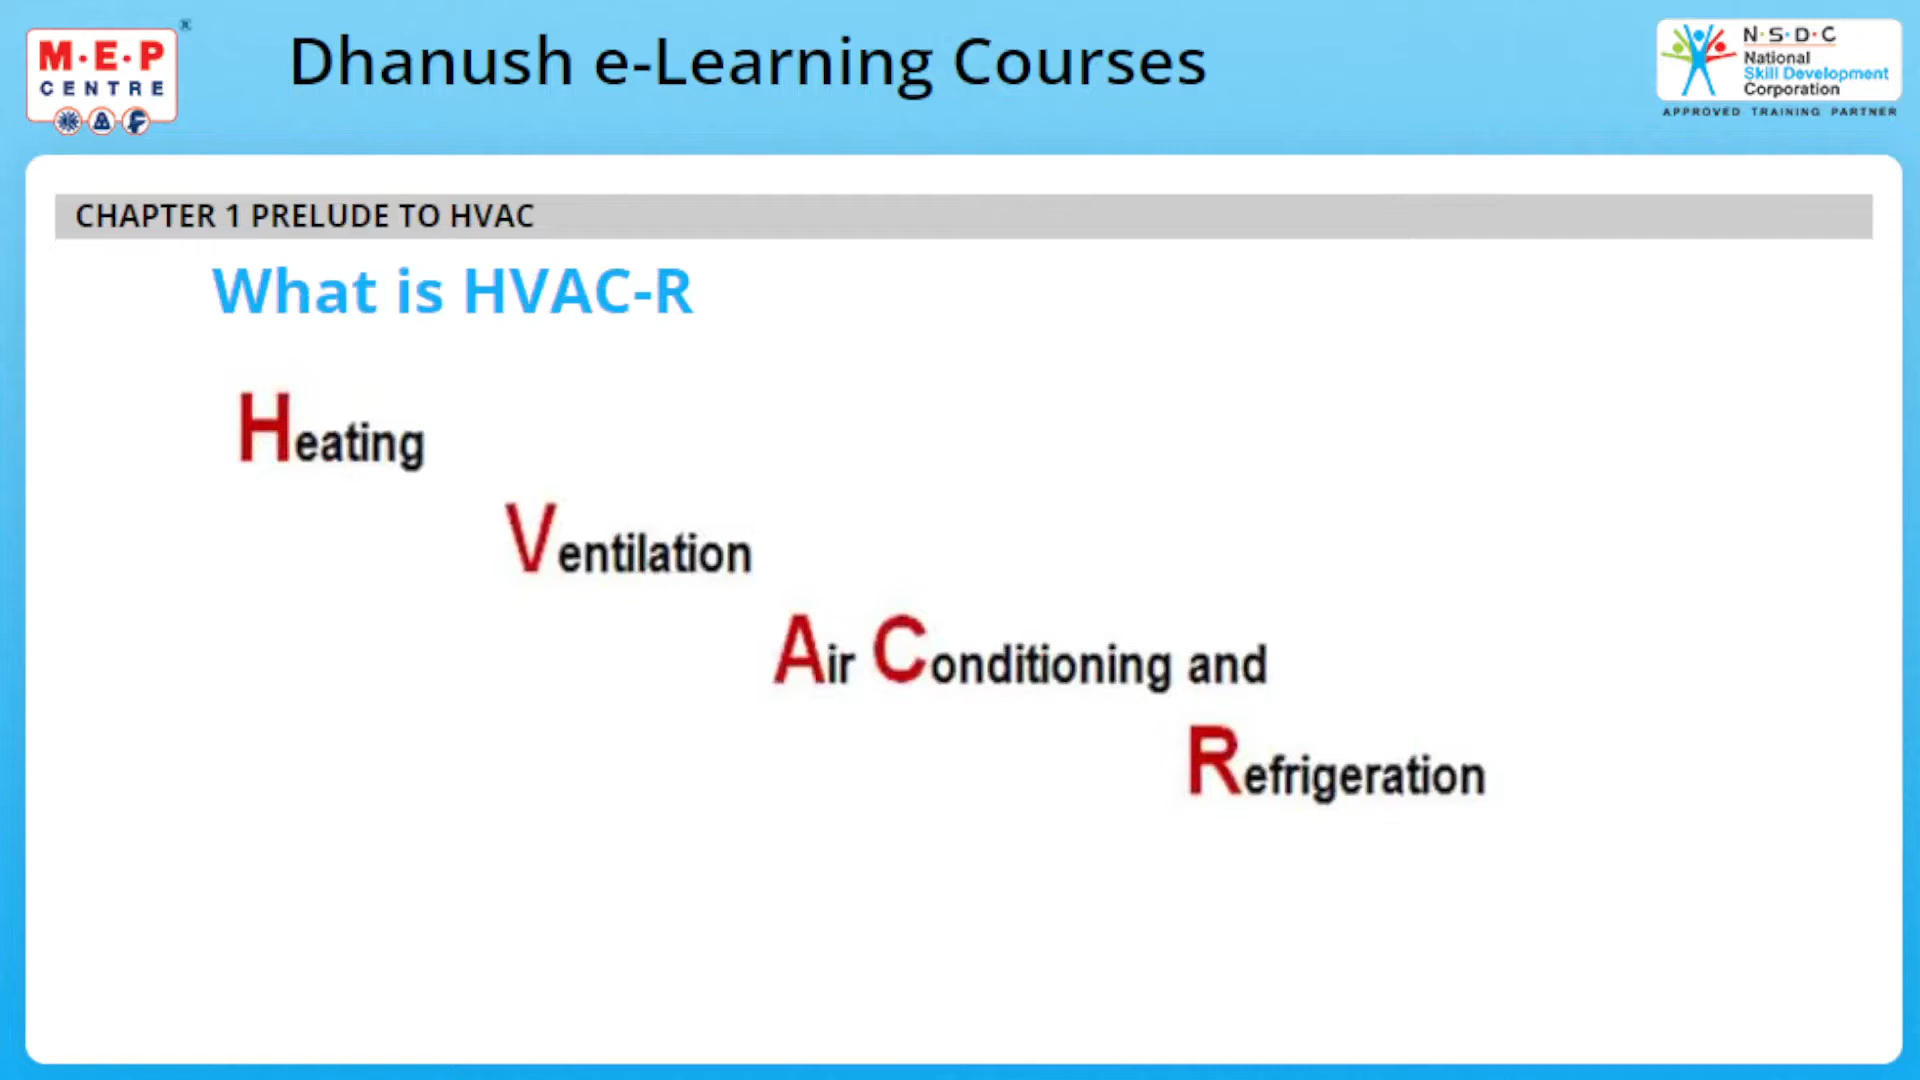 M·E·P
CENTRE
Dhanush e-Learning Courses
N·S·D·C
National
Skill Development
Corporation
APPROVED TRAINING PARTNER
CHAPTER 1 PRELUDE TO HVAC
What is HVAC-R
Heating
Ventilation
Air Conditioning and
Refrigeration